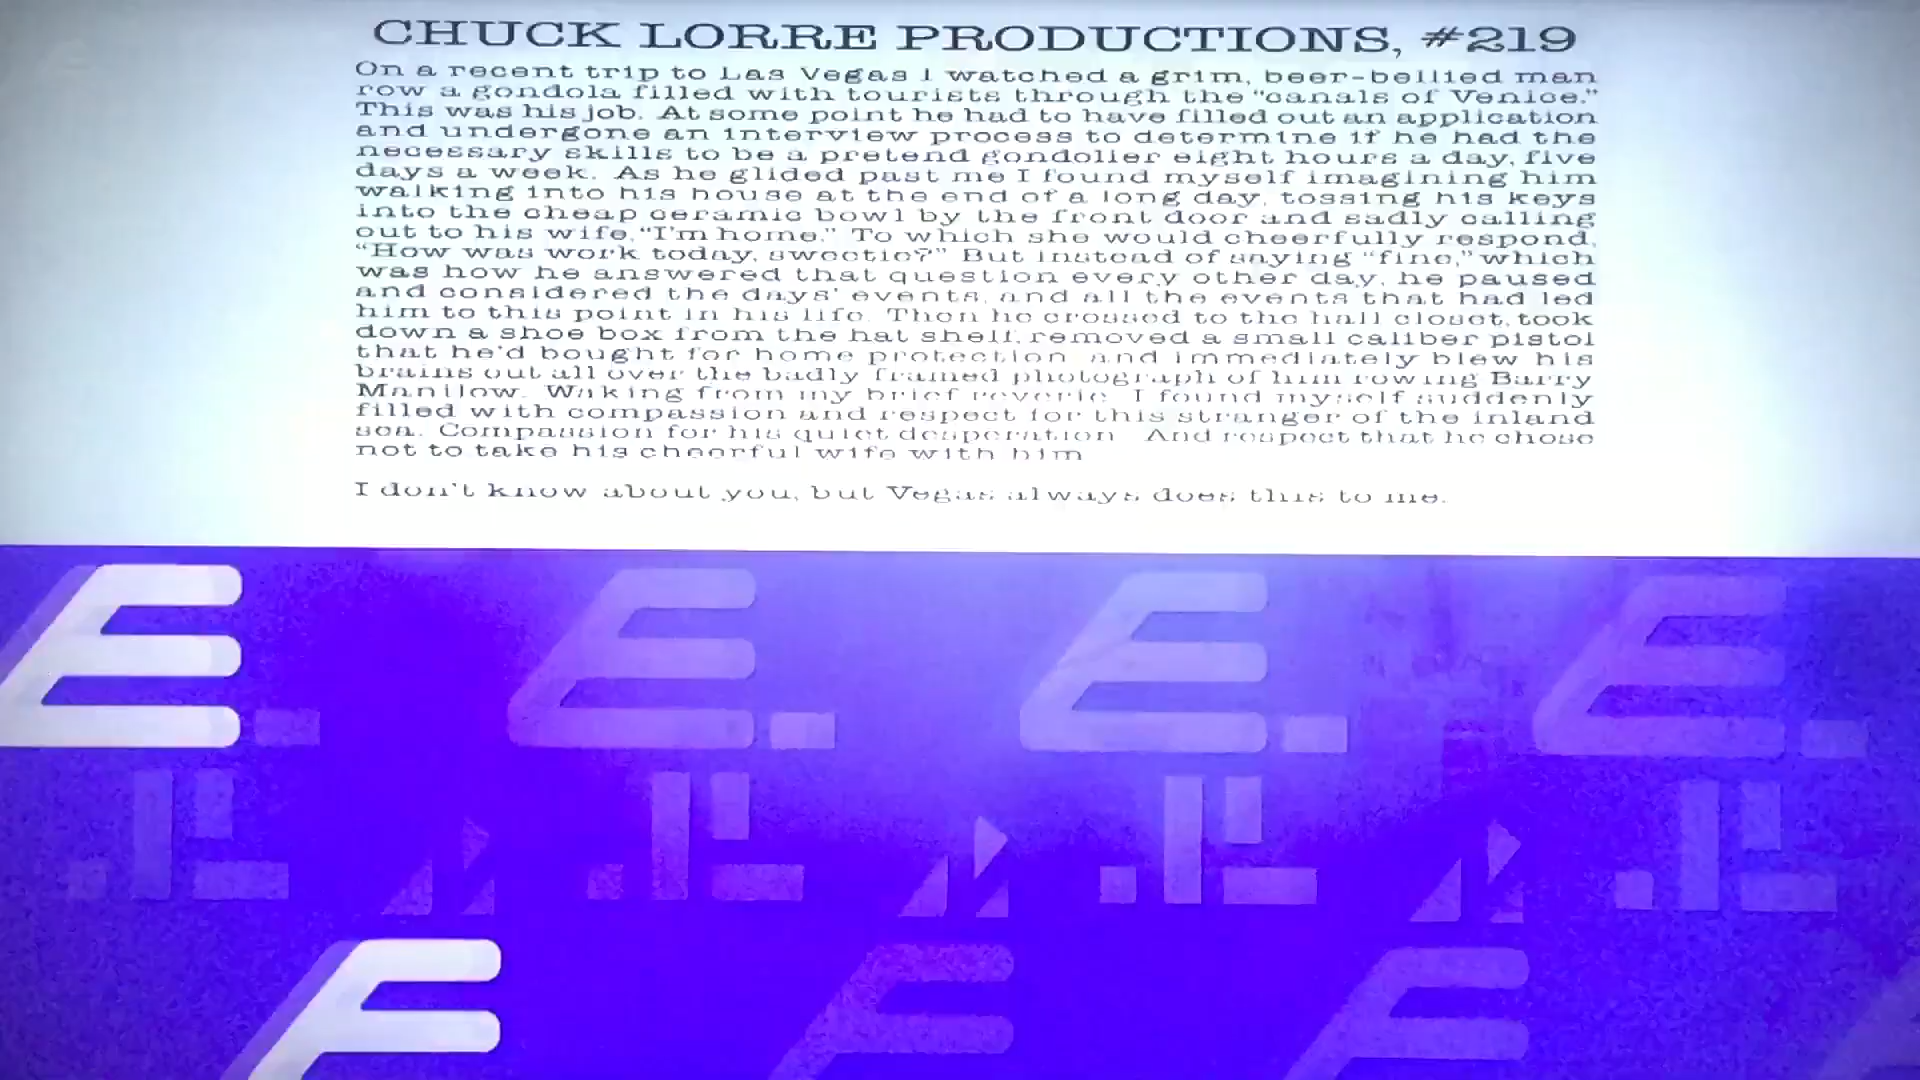 CHUCK LORRE PRODUCTIONS, #219
On a recent trip to Las Vegas I watched a grim, beer-bellied man
row a gondola filled with tourists through the "canals of Venice."
This was his job. At some point he had to have filled out an application
and undergone an interview process to determine if he had the
necessary skills to be a pretend gondolier eight hours a day, five
days a week. As he glided past me I found myself imagining him
walking into his house at the end of a long day, tossing his keys
into the cheap ceramic bowl by the front door and sadly calling
out to his wife, "I'm home." To which she would cheerfully respond,
"How was work today, sweetie?" But instead of saying "fine," which
was how he answered that question every other day, he paused
and considered the days' events, and all the events that had led
him to this point in his life. Then he crossed to the hall closet, took
down a shoe box from the hat shelf, removed a small caliber pistol
that he'd bought for home protection and immediately blew his
brains out all over the badly framed photograph of him rowing Barry
Manilow. Waking from my brief reverie I found myself suddenly
filled with compassion and respect for this stranger of the inland
sea. Compassion for his quiet desperation. And respect that he chose
not to take his cheerful wife with him
I don't know about you, but Vegas always does this to me.
E
E
E
E